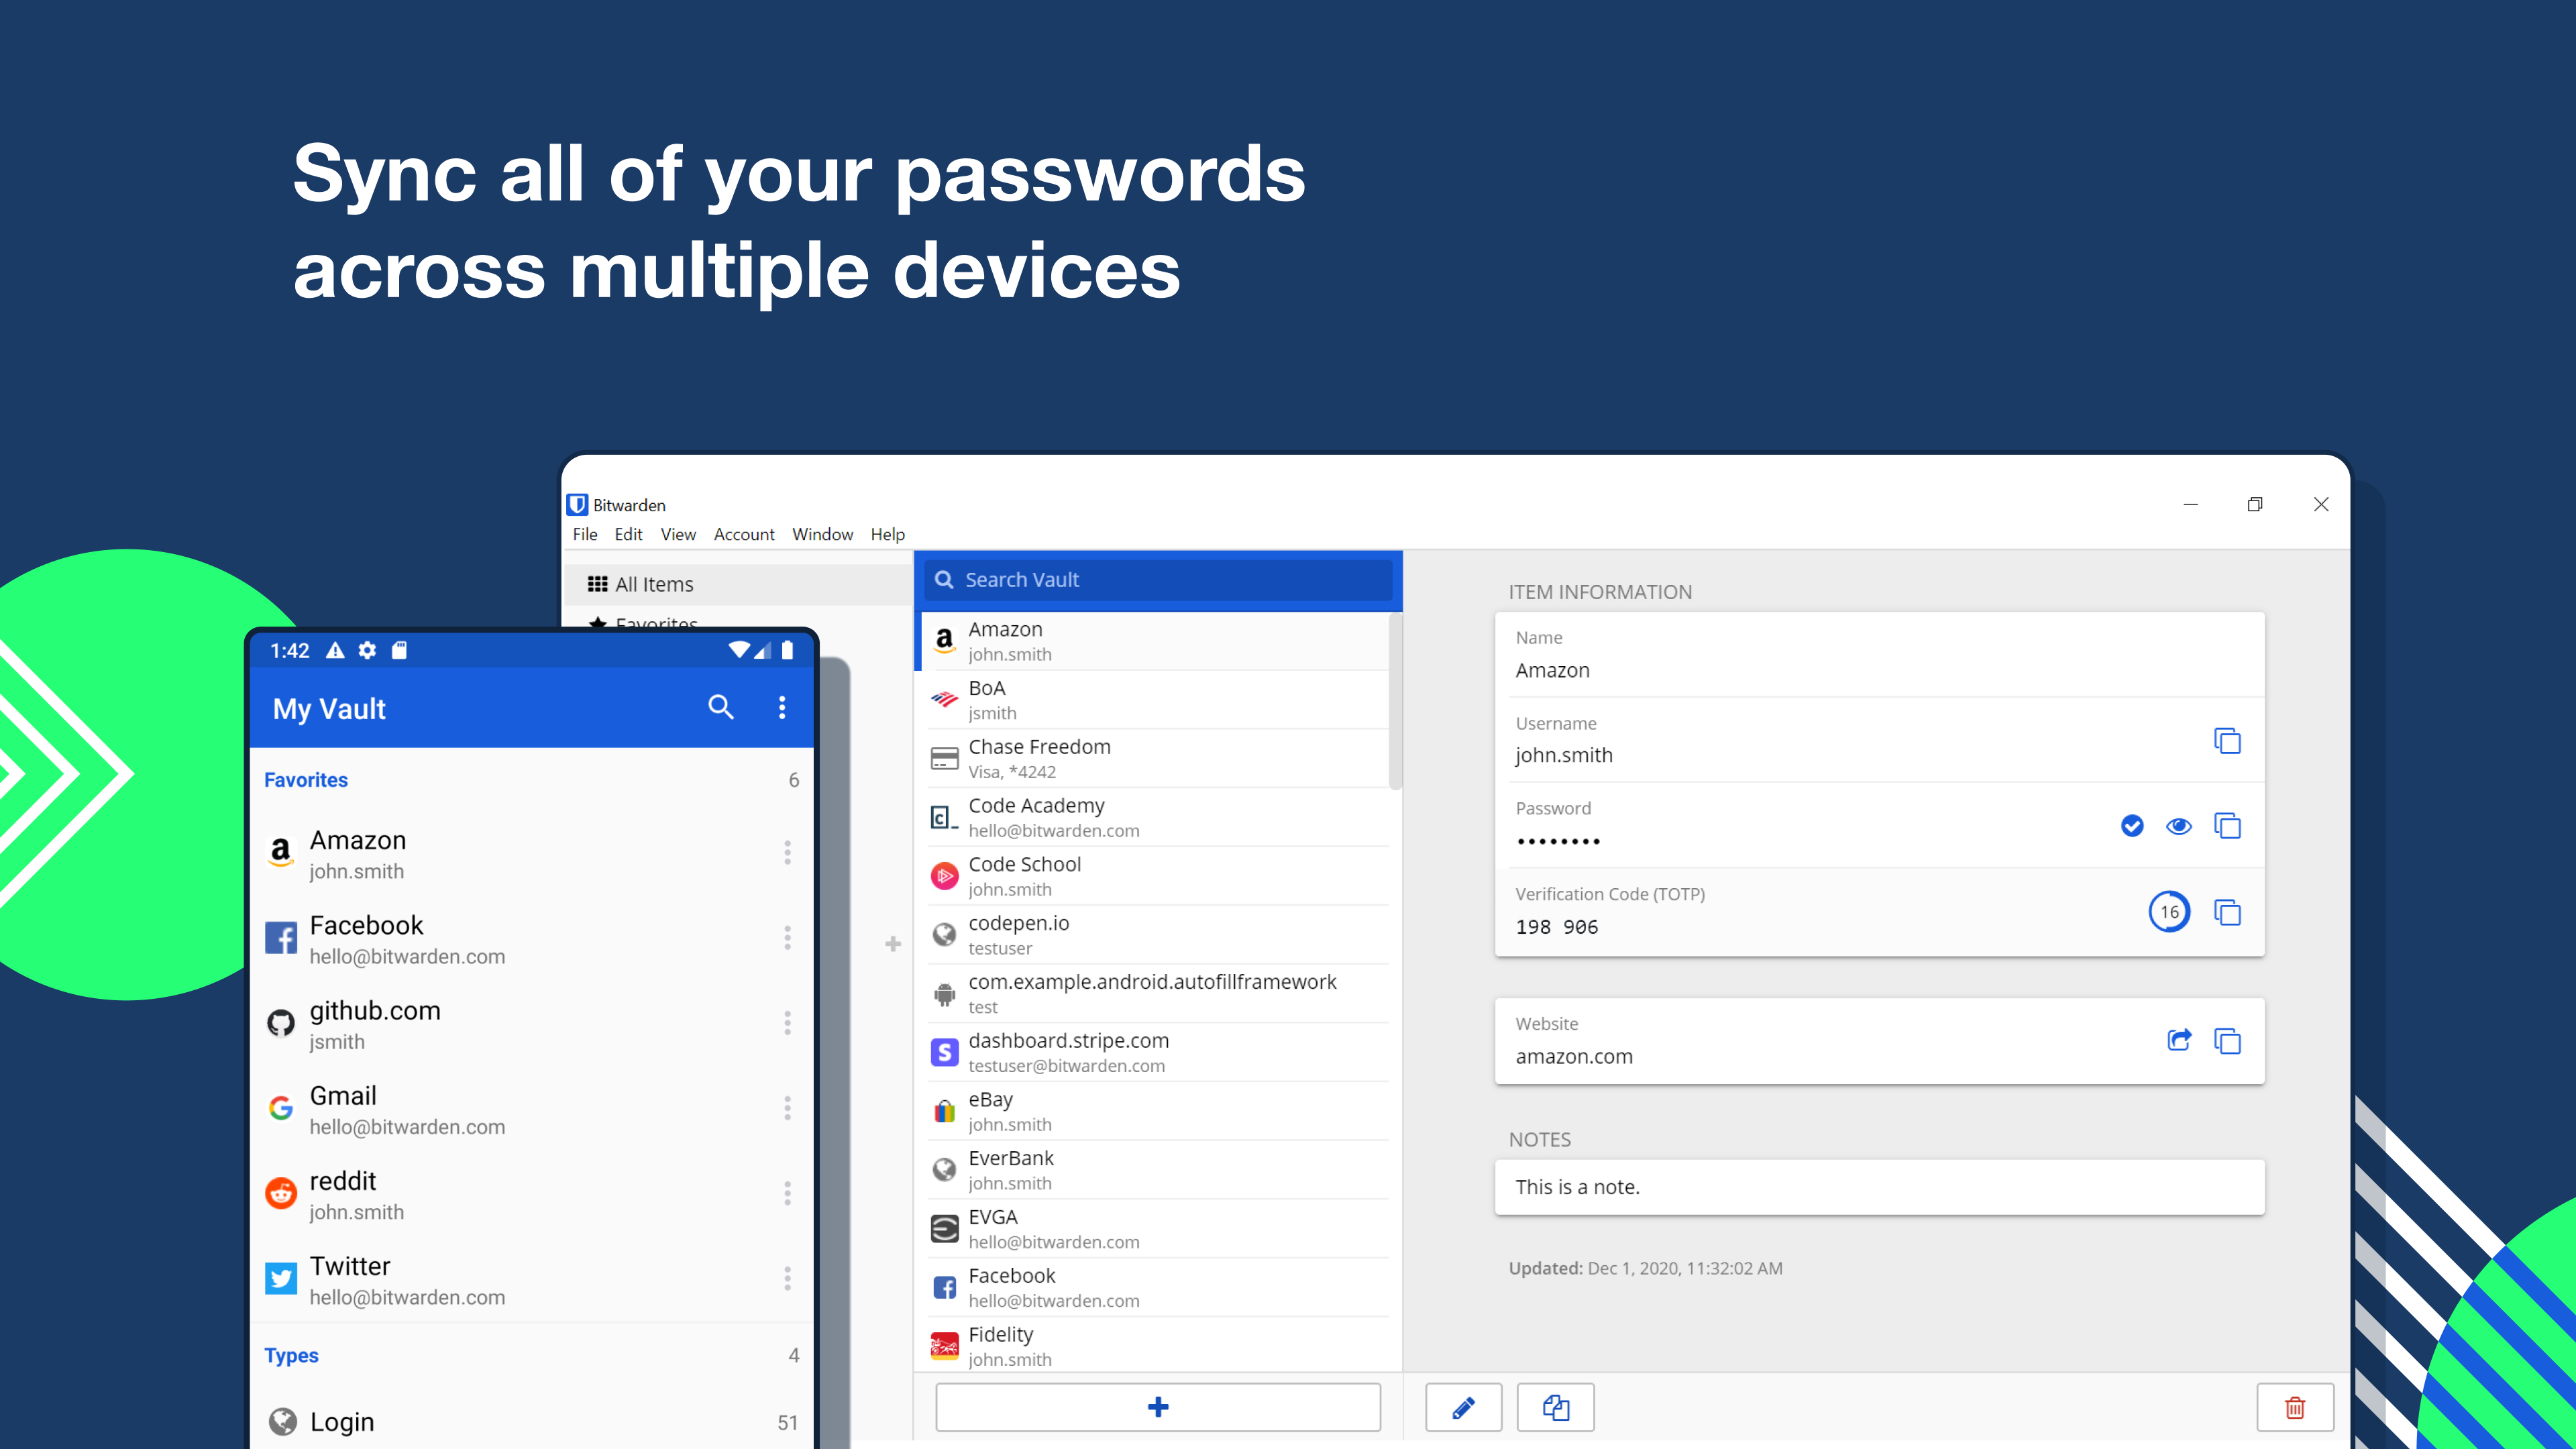 Sync all of your passwords
across multiple devices
Bitwarden
File Edit View Account Window Help
All Items
Favorites
1:42
My Vault
Favorites 6
Amazon
john.smith
Facebook
hello@bitwarden.com
github.com
jsmith
Gmail
hello@bitwarden.com
reddit
john.smith
Twitter
hello@bitwarden.com
Types 4
Login 51
Search Vault
Amazon
john.smith
BoA
jsmith
Chase Freedom
Visa, *4242
Code Academy
hello@bitwarden.com
Code School
john.smith
codepen.io
testuser
com.example.android.autofillframework
test
dashboard.stripe.com
testuser@bitwarden.com
eBay
john.smith
EverBank
john.smith
EVGA
hello@bitwarden.com
Facebook
hello@bitwarden.com
Fidelity
john.smith
ITEM INFORMATION
Name
Amazon
Username
john.smith
Password
••••••••
Verification Code (TOTP)
198 906
16
Website
amazon.com
NOTES
This is a note.
Updated: Dec 1, 2020, 11:32:02 AM